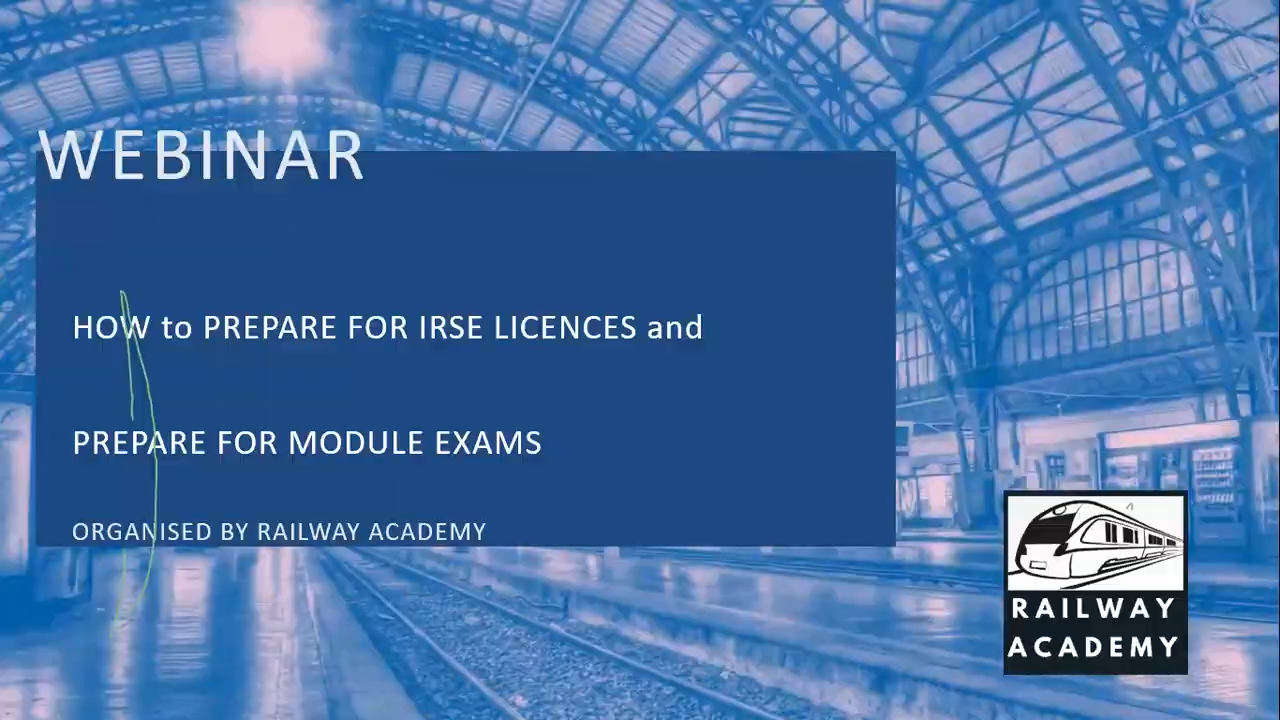 WEBINAR
HOW to PREPARE FOR IRSE LICENCES and
PREPARE FOR MODULE EXAMS
ORGANISED BY RAILWAY ACADEMY
RAILWAY
ACADEMY